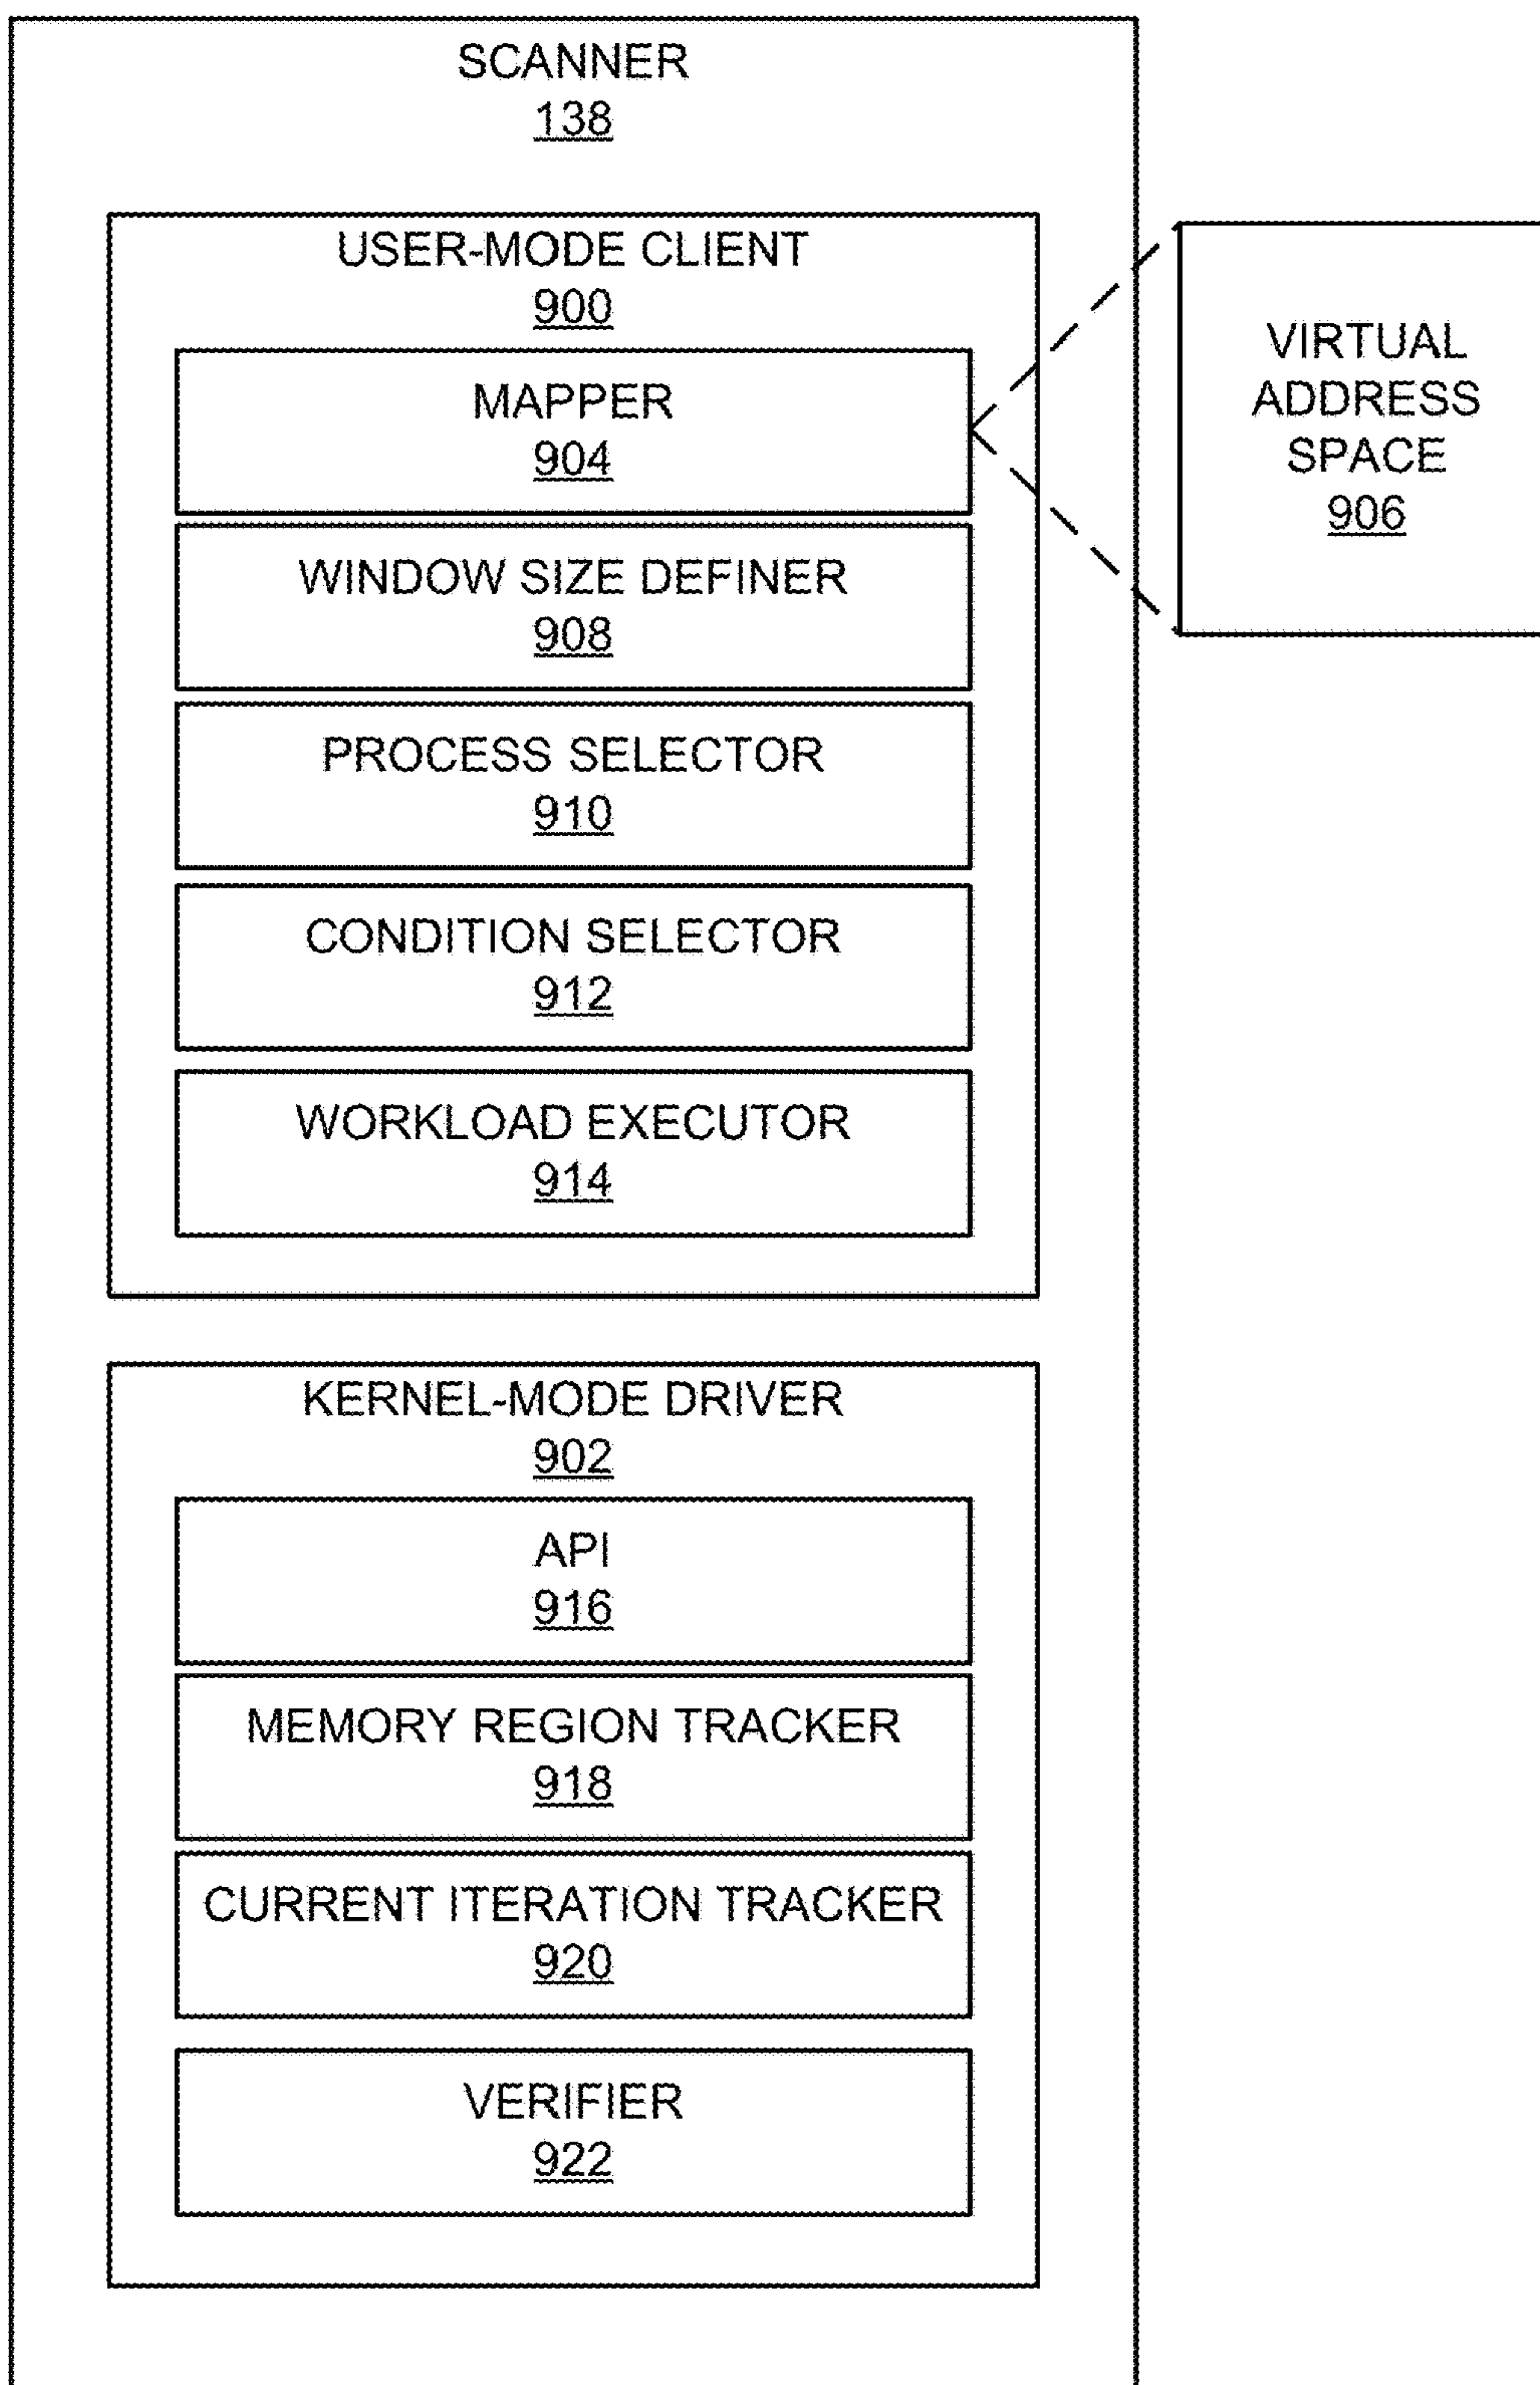 SCANNER
138
USER-MODE CLIENT
900
MAPPER
904
VIRTUAL
ADDRESS
SPACE
906
WINDOW SIZE DEFINER
908
PROCESS SELECTOR
910
CONDITION SELECTOR
912
WORKLOAD EXECUTOR
914
KERNEL-MODE DRIVER
902
API
916
MEMORY REGION TRACKER
918
CURRENT ITERATION TRACKER
920
VERIFIER
922